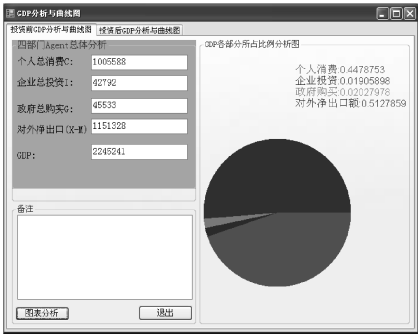 GDP分析与曲线图
投资前GDP分析与曲线图 投资后GDP分析与曲线图
四部门Agent总体分析
个人总消费C: 1005588
企业总投资I: 42792
政府总购买G: 45533
对外净出口(X-M) 1151328
GDP: 2245241
备注
图表分析 退出
GDP各部分所占比例分析图
个人消费:0.4478753
企业投资:0.01905898
政府购买:0.02027978
对外净出口额:0.5127859